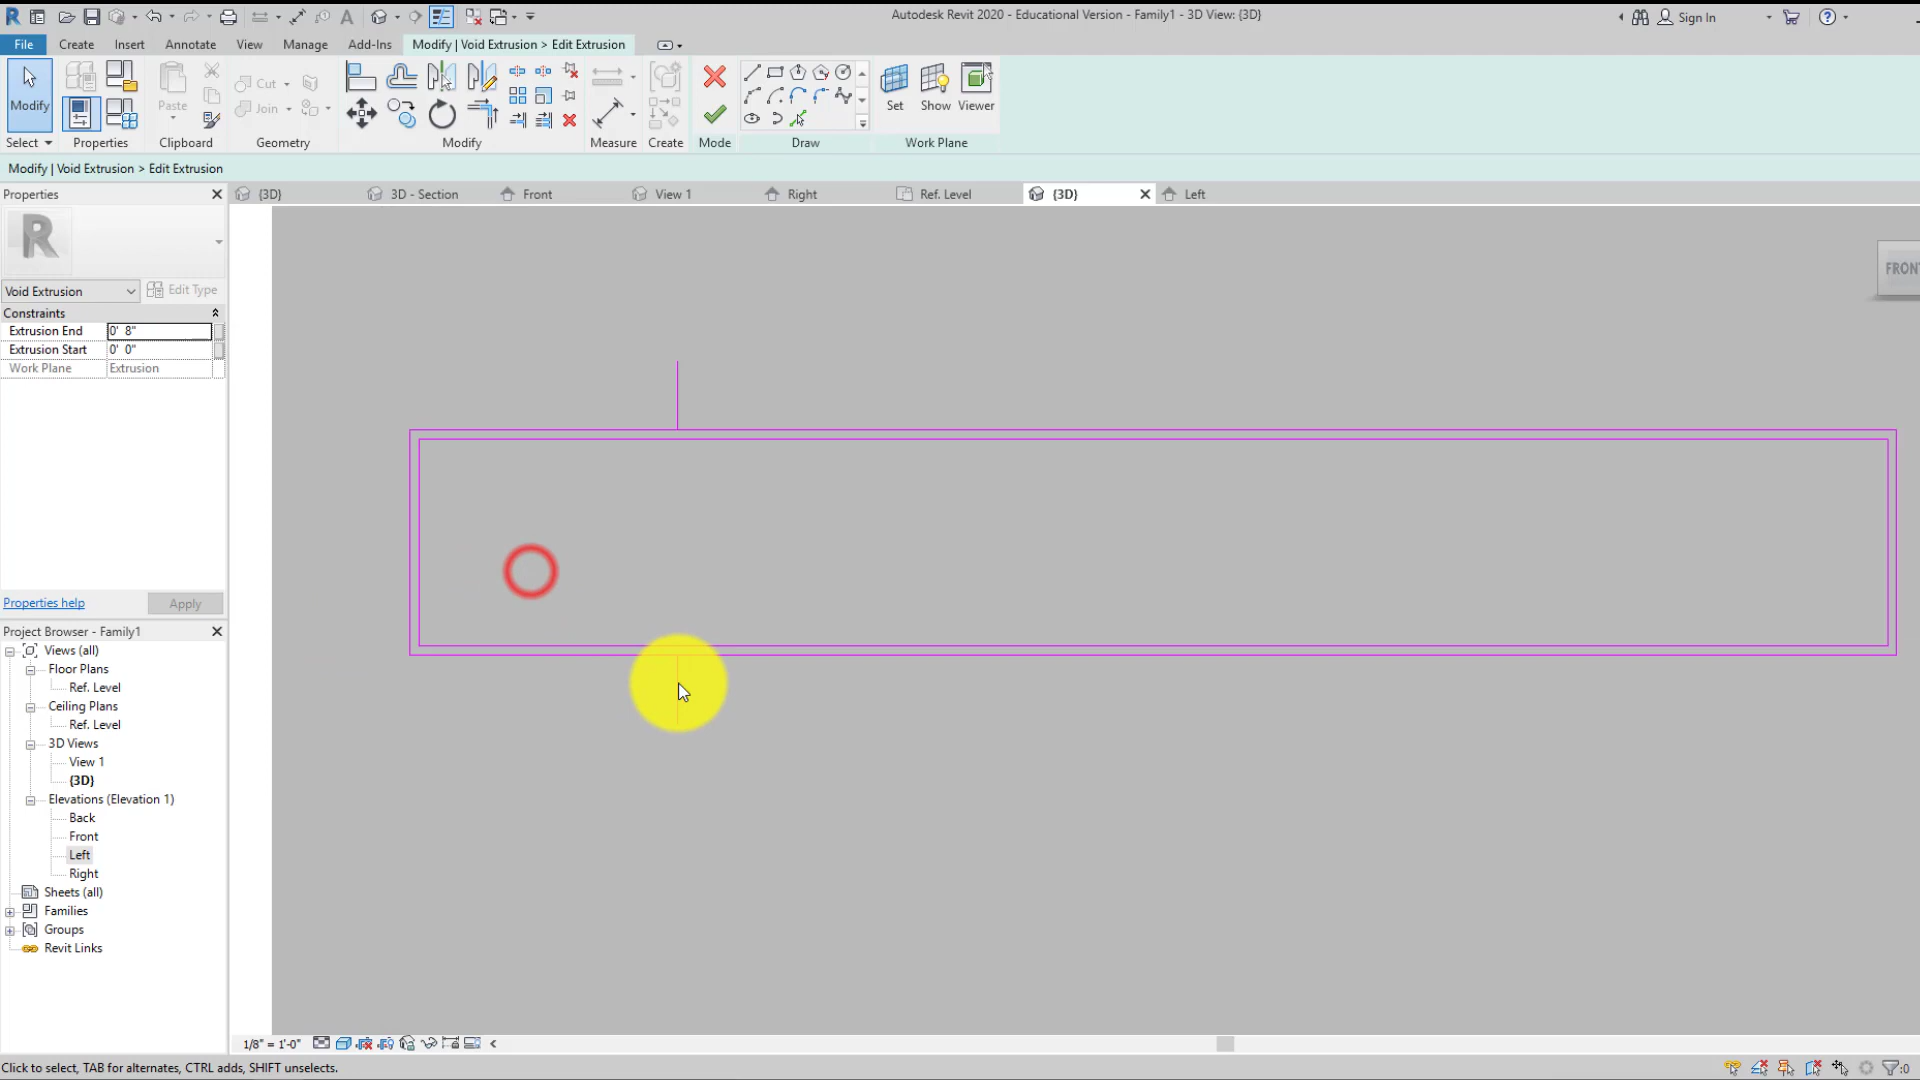 Autodesk Revit 2020 - Educational Version - Family1 - 3D View: {3D}
Sign In
File Create Insert Annotate View Manage Add-Ins Modify | Void Extrusion > Edit Extrusion
Modify
Paste
Cut
Join
Set Show Viewer
Select Properties Clipboard Geometry Modify Measure Create Mode Draw Work Plane
Modify | Void Extrusion > Edit Extrusion
Properties
{3D} 3D - Section Front View 1 Right Ref. Level {3D} Left
R
FRONT
Void Extrusion Edit Type
Constraints
Extrusion End 0' 8"
Extrusion Start 0' 0"
Work Plane Extrusion
Properties help Apply
Project Browser - Family1
Views (all)
Floor Plans
Ref. Level
Ceiling Plans
Ref. Level
3D Views
View 1
{3D}
Elevations (Elevation 1)
Back
Front
Left
Right
Sheets (all)
Families
Groups
Revit Links
1/8" = 1'-0"
Click to select, TAB for alternates, CTRL adds, SHIFT unselects.
:0